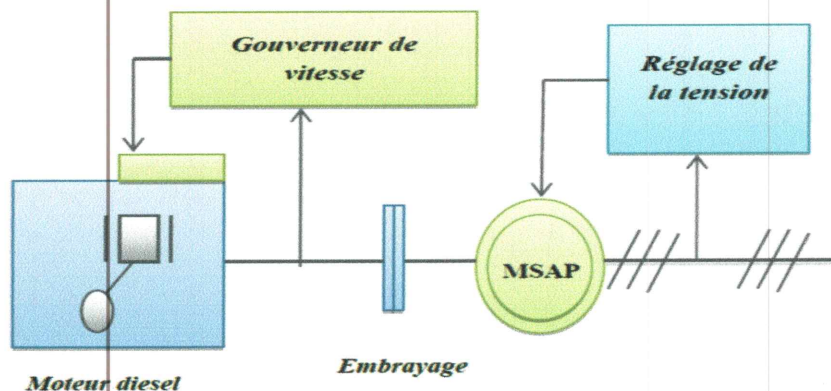 Gouverneur de
vitesse
Réglage de
la tension
MSAP
Embrayage
Moteur diesel